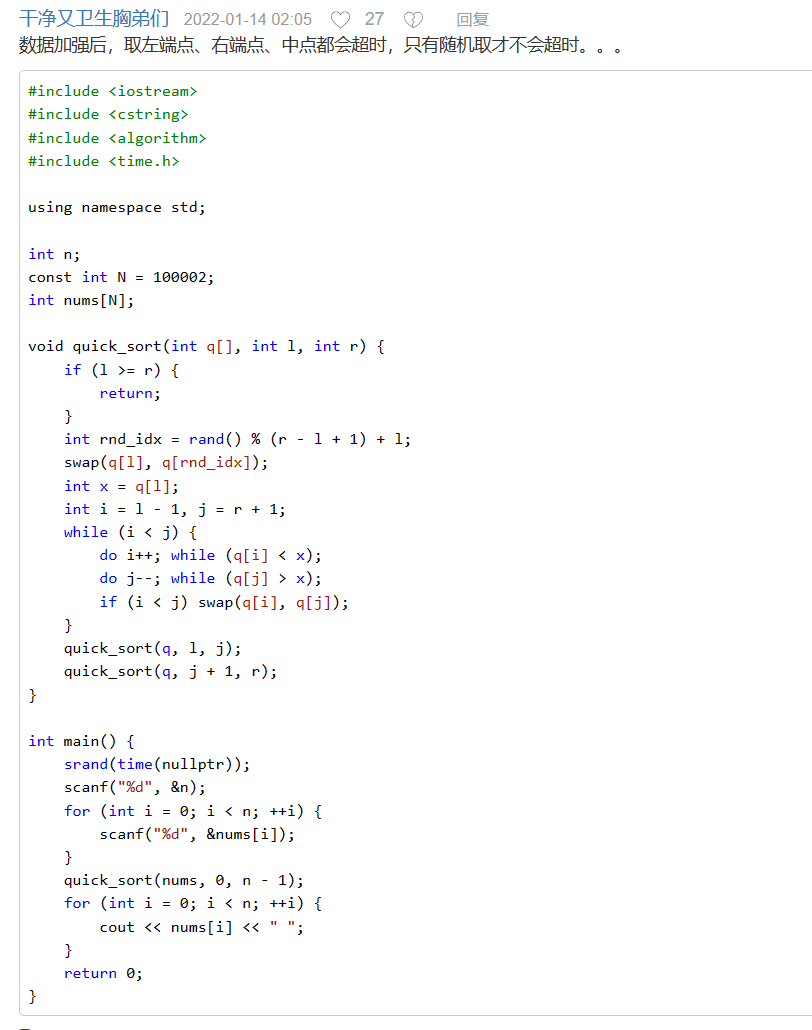 干净又卫生胸弟们 2022-01-14 02:05 27 回复
数据加强后，取左端点、右端点、中点都会超时，只有随机取才不会超时。。。
#include <iostream>
#include <cstring>
#include <algorithm>
#include <time.h>
using namespace std;
int n;
const int N = 100002;
int nums[N];
void quick_sort(int q[], int l, int r) {
    if (l >= r) {
        return;
    }
    int rnd_idx = rand() % (r - l + 1) + l;
    swap(q[l], q[rnd_idx]);
    int x = q[l];
    int i = l - 1, j = r + 1;
    while (i < j) {
        do i++; while (q[i] < x);
        do j--; while (q[j] > x);
        if (i < j) swap(q[i], q[j]);
    }
    quick_sort(q, l, j);
    quick_sort(q, j + 1, r);
}
int main() {
    srand(time(nullptr));
    scanf("%d", &n);
    for (int i = 0; i < n; ++i) {
        scanf("%d", &nums[i]);
    }
    quick_sort(nums, 0, n - 1);
    for (int i = 0; i < n; ++i) {
        cout << nums[i] << " ";
    }
    return 0;
}